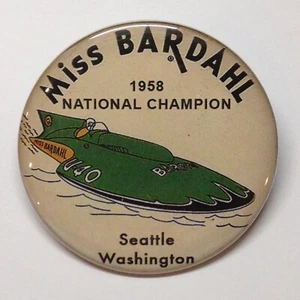 Miss BARDAHL
1958
NATIONAL CHAMPION
Miss
BARDAHL
U40
Seattle
Washington